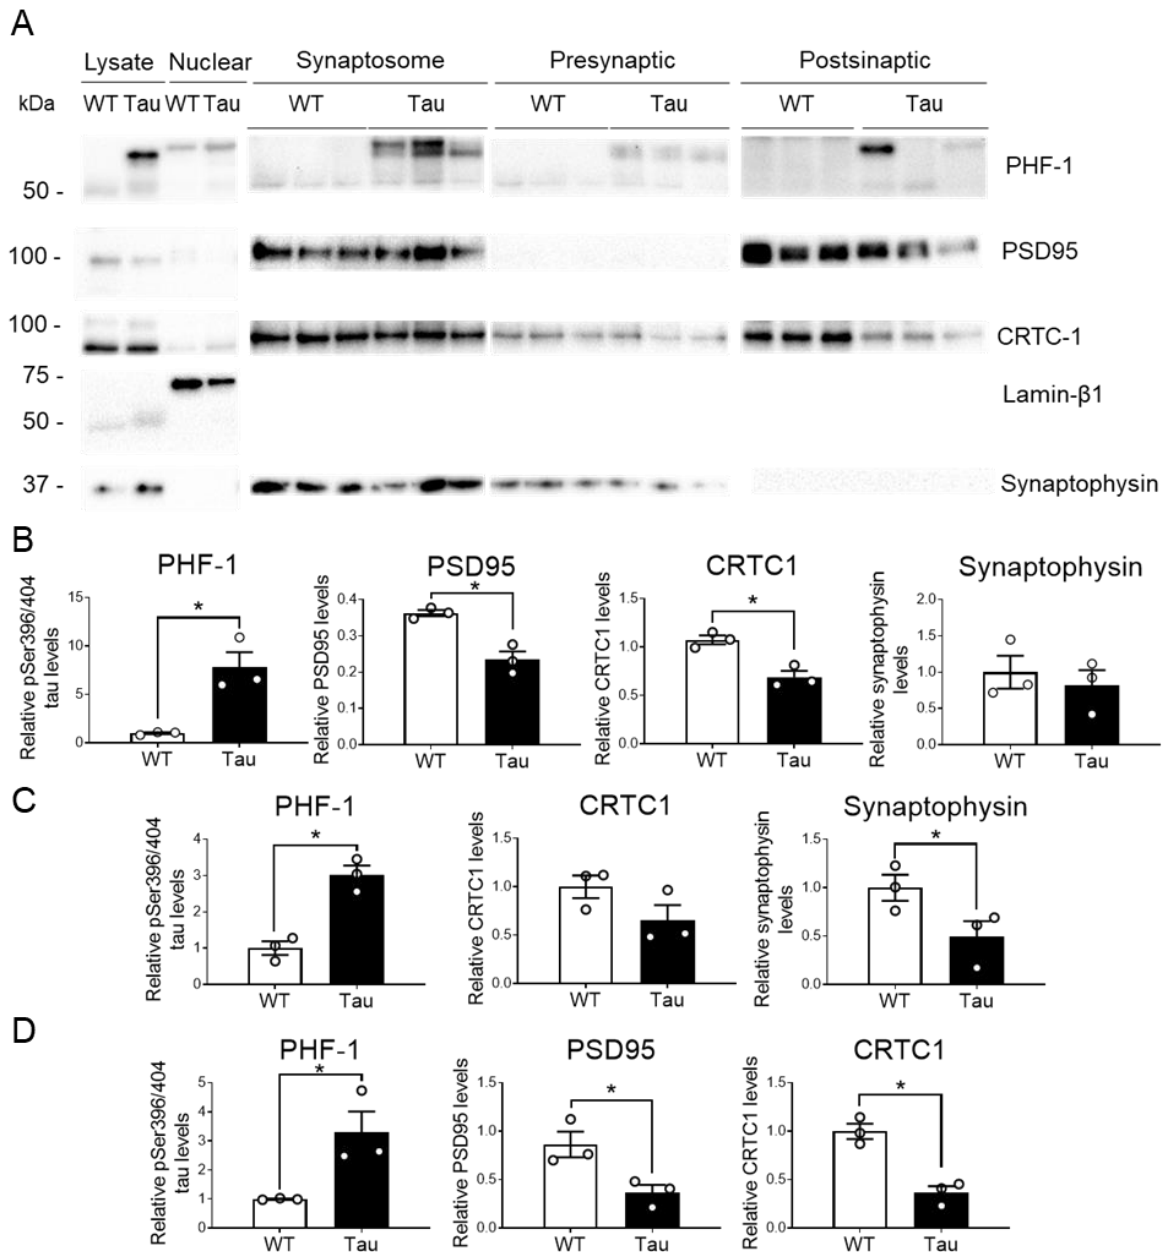 A
Lysate Nuclear Synaptosome Presynaptic Postsinaptic
kDa WT Tau WT Tau WT Tau WT Tau WT Tau
50 - PHF-1
100 - PSD95
100 - CRTC-1
75 - Lamin-β1
50 -
37 - Synaptophysin
B
PHF-1 PSD95 CRTC1 Synaptophysin
Relative pSer396/404
tau levels
15
10
5
0
*
WT Tau
Relative PSD95 levels
0.4
0.3
0.2
0.1
0.0
*
WT Tau
Relative CRTC1 levels
1.5
1.0
0.5
0.0
*
WT Tau
Relative synaptophysin
levels
2.0
1.5
1.0
0.5
0.0
WT Tau
C
PHF-1 CRTC1 Synaptophysin
Relative pSer396/404
tau levels
4
3
2
1
0
*
WT Tau
Relative CRTC1 levels
1.5
1.0
0.5
0.0
WT Tau
Relative synaptophysin
levels
1.5
1.0
0.5
0.0
*
WT Tau
D
PHF-1 PSD95 CRTC1
Relative pSer396/404
tau levels
5
4
3
2
1
0
*
WT Tau
Relative PSD95 levels
1.5
1.0
0.5
0.0
*
WT Tau
Relative CRTC1 levels
1.5
1.0
0.5
0.0
*
WT Tau